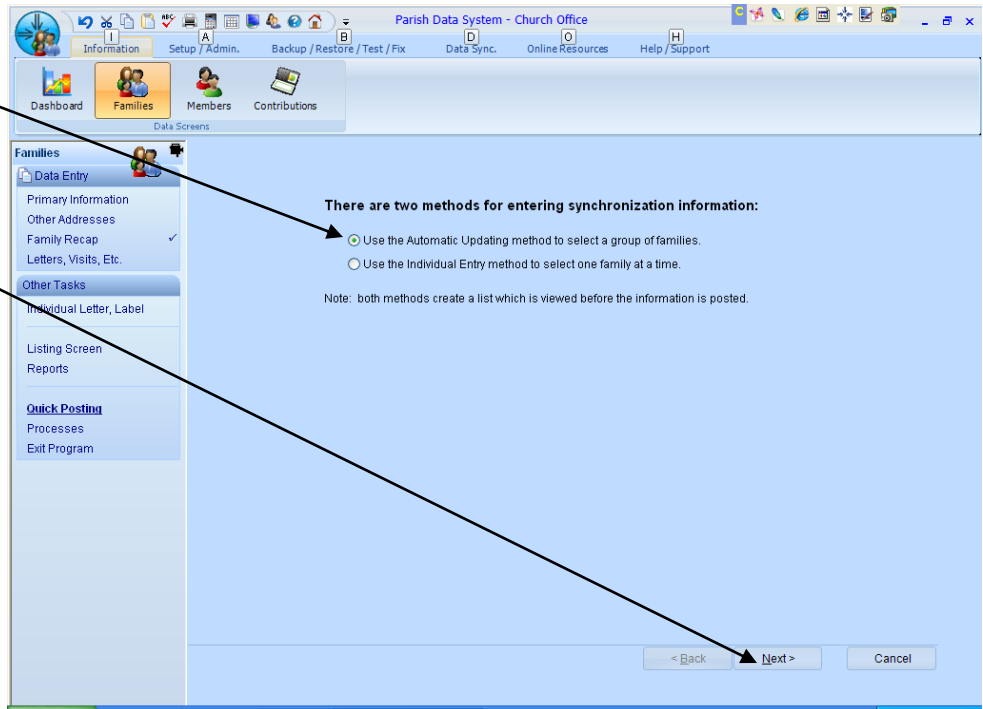 Parish Data System - Church Office
I A B D O H
Information Setup / Admin. Backup / Restore / Test / Fix Data Sync. Online Resources Help / Support
Dashboard Families Members Contributions
Data Screens
Families
Data Entry
Primary Information
Other Addresses
Family Recap
Letters, Visits, Etc.
Other Tasks
Individual Letter, Label
Listing Screen
Reports
Quick Posting
Processes
Exit Program
There are two methods for entering synchronization information:
Use the Automatic Updating method to select a group of families.
Use the Individual Entry method to select one family at a time.
Note: both methods create a list which is viewed before the information is posted.
< Back Next > Cancel